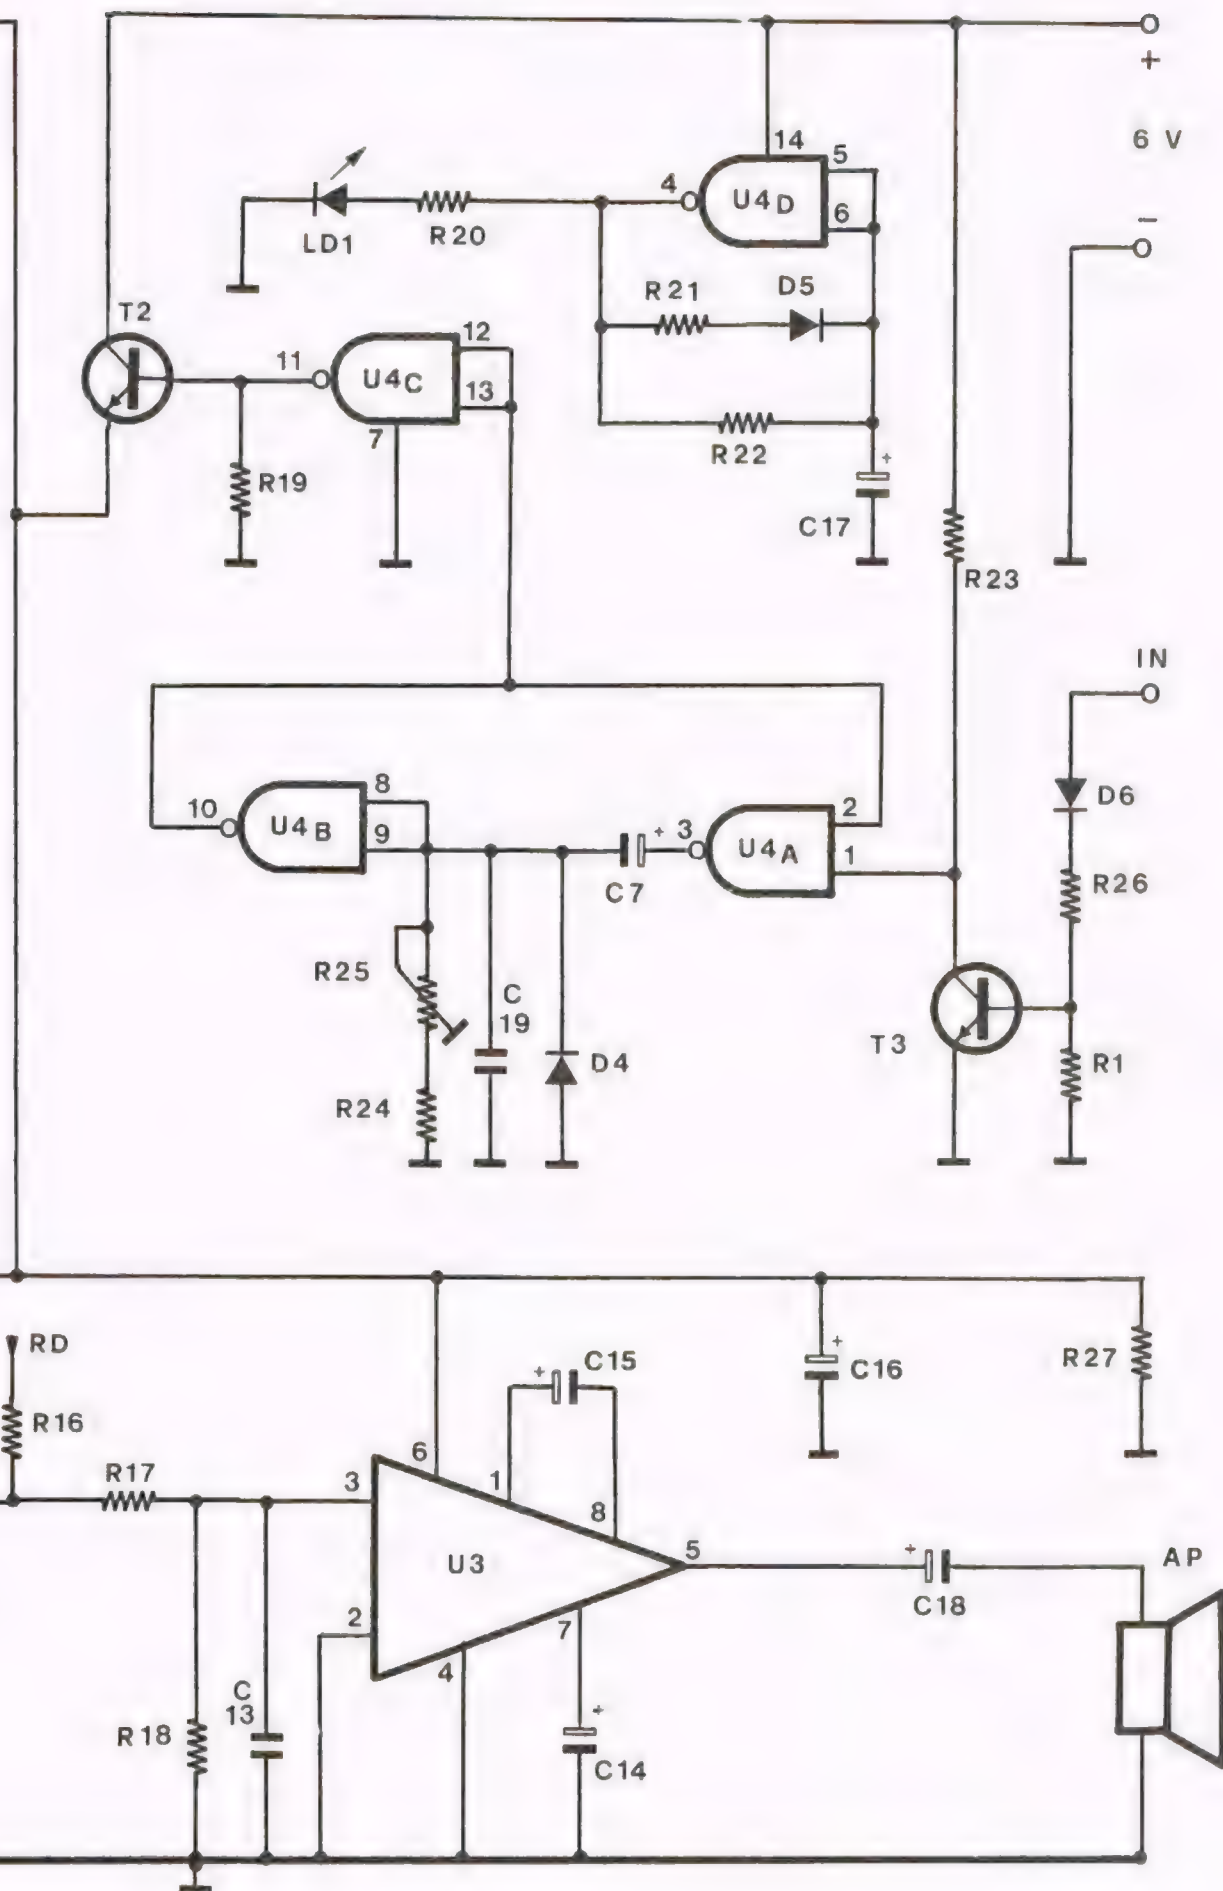 +
6 V
–
14
5
4
U4D
6
LD1
R20
R21
D5
T2
12
11
U4C
13
7
R22
+
R19
C17
R23
IN
8
10
U4B
9
+
3
2
U4A
1
D6
C7
R26
R25
C
19
T3
D4
R1
R24
RD
+
C15
+
C16
R27
R16
6
R17
3
1
8
U3
5
+
AP
C18
2
7
4
C
13
+
R18
C14